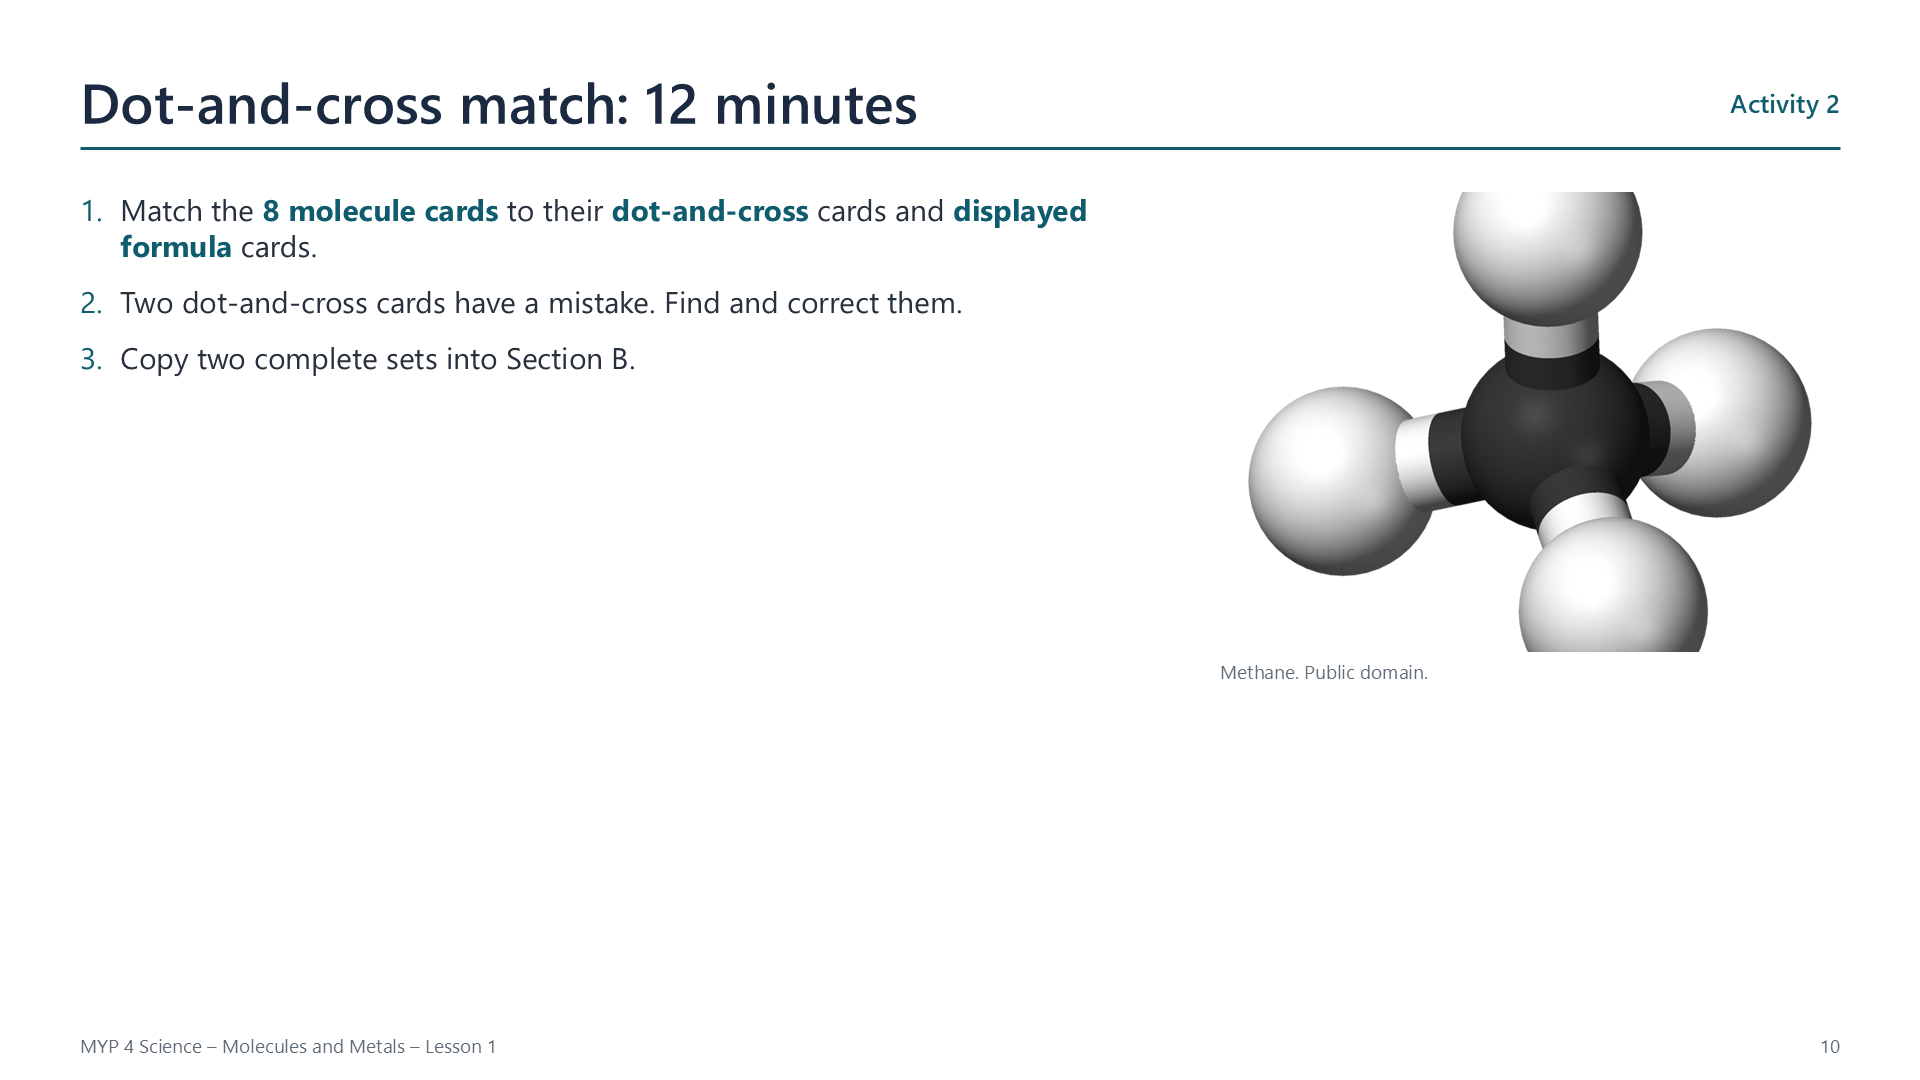 Dot-and-cross match: 12 minutes
Activity 2
1. Match the 8 molecule cards to their dot-and-cross cards and displayed
formula cards.
2. Two dot-and-cross cards have a mistake. Find and correct them.
3. Copy two complete sets into Section B.
Methane. Public domain.
MYP 4 Science – Molecules and Metals – Lesson 1
10